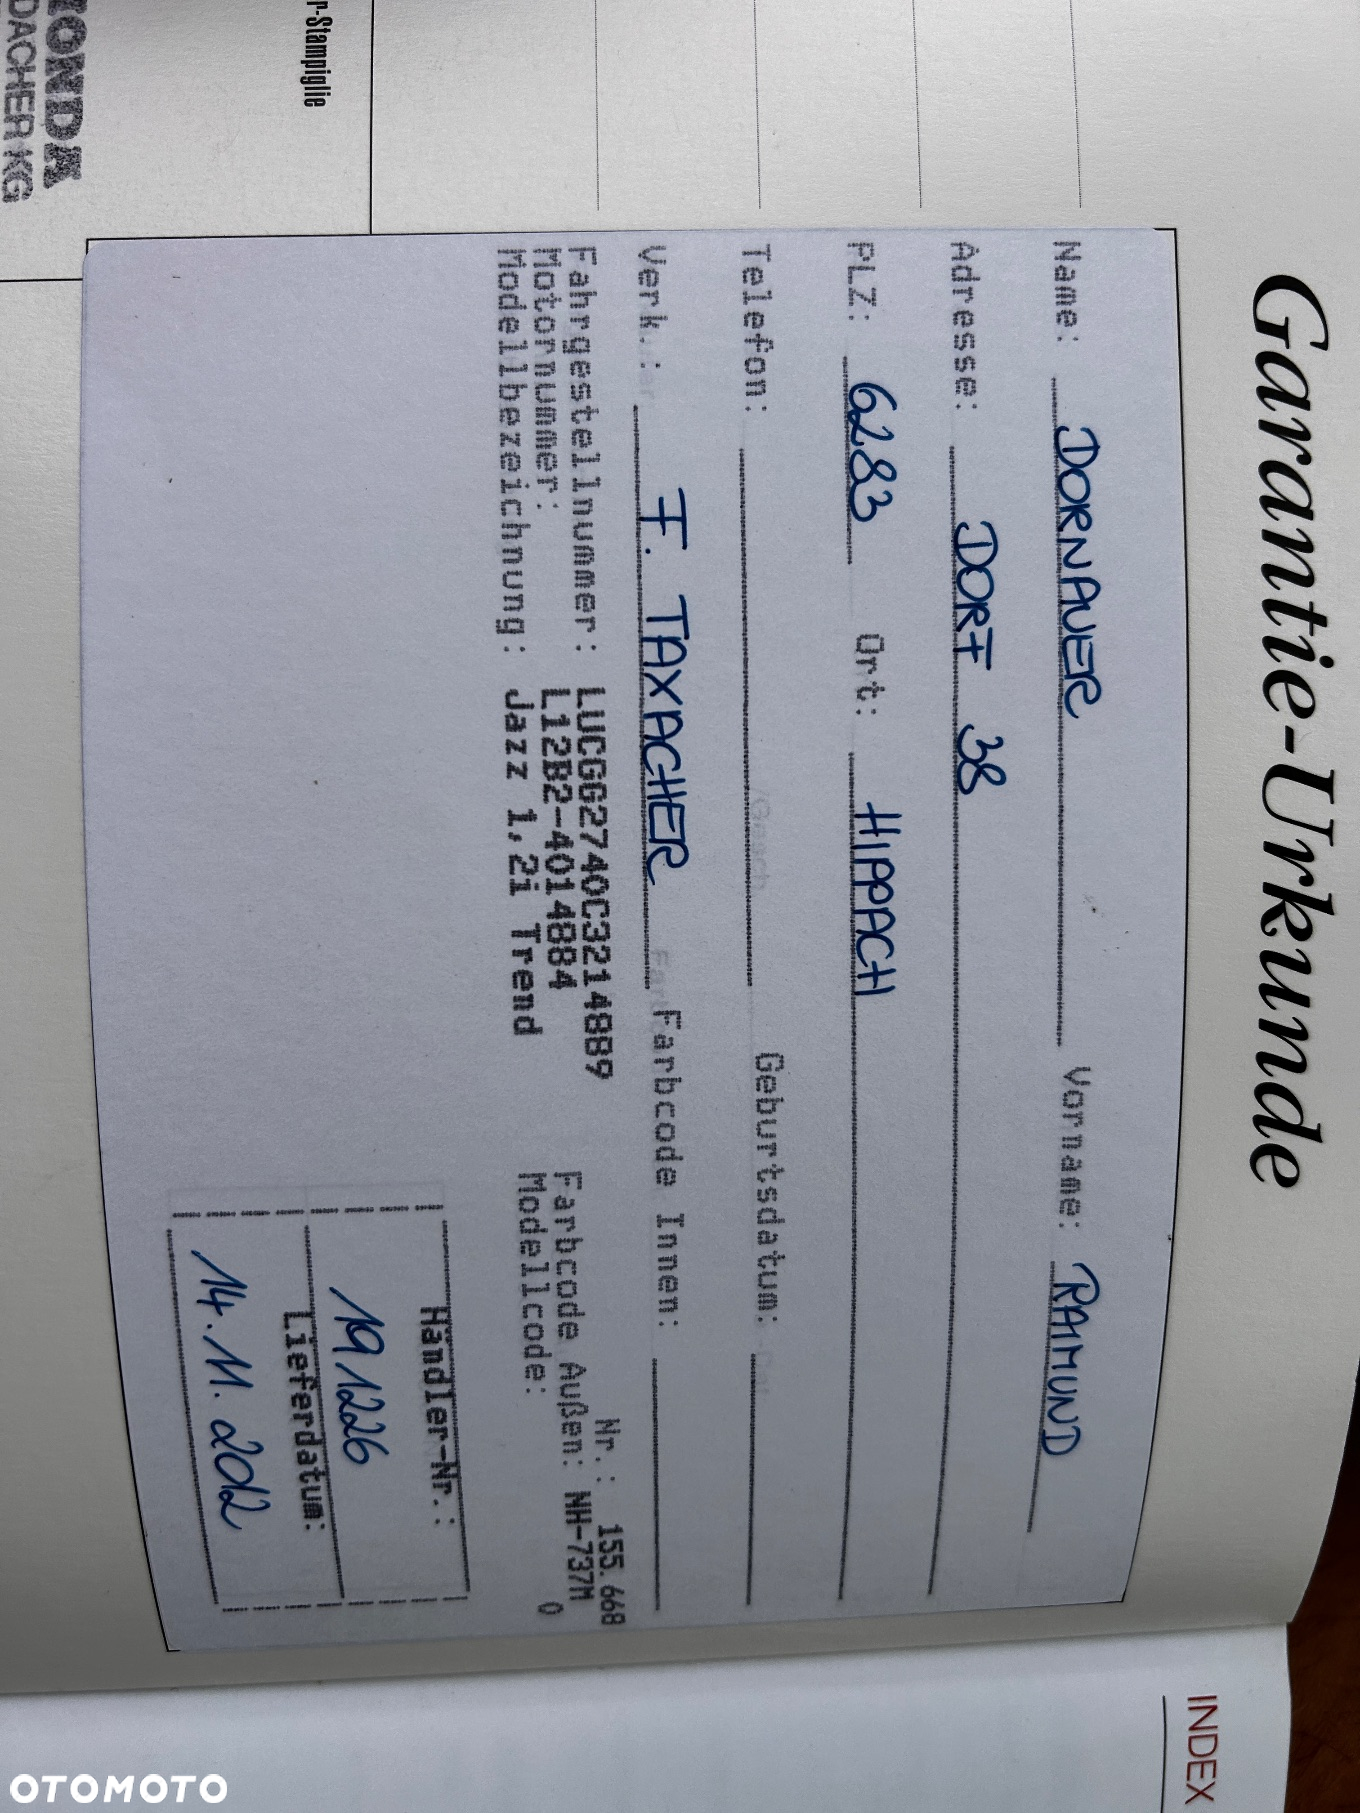 Garantie-Urkunde
Name: DORNAUER Vorname: RAIMUND
Adresse: DORF 38
PLZ: 6283 Ort: HIPPACH
Telefon: Geburtsdatum:
Verk.: F. TAXACHER Farbcode Innen:
Nr.: 155.668
Fahrgestellnummer: LUCGG2740C3214889 Farbcode Außen: NH-737M
Motornummer: L12B2-4014884 Modellcode: 0
Modellbezeichnung: Jazz 1,2i Trend
Händler-Nr.:
191226
Lieferdatum:
14.11.2012
r-Stampiglie
HONDA
DACHER KG
INDEX
OTOMOTO